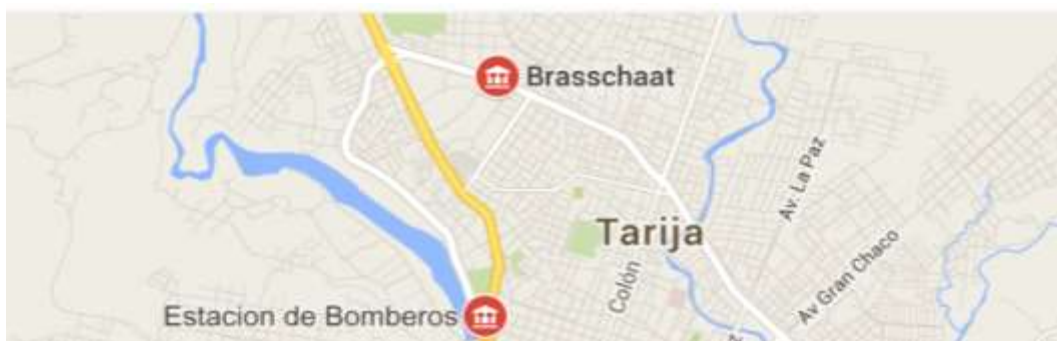 Brasschaat
Av. La Paz
Tarija
Colón
Av Gran Chaco
Estacion de Bomberos